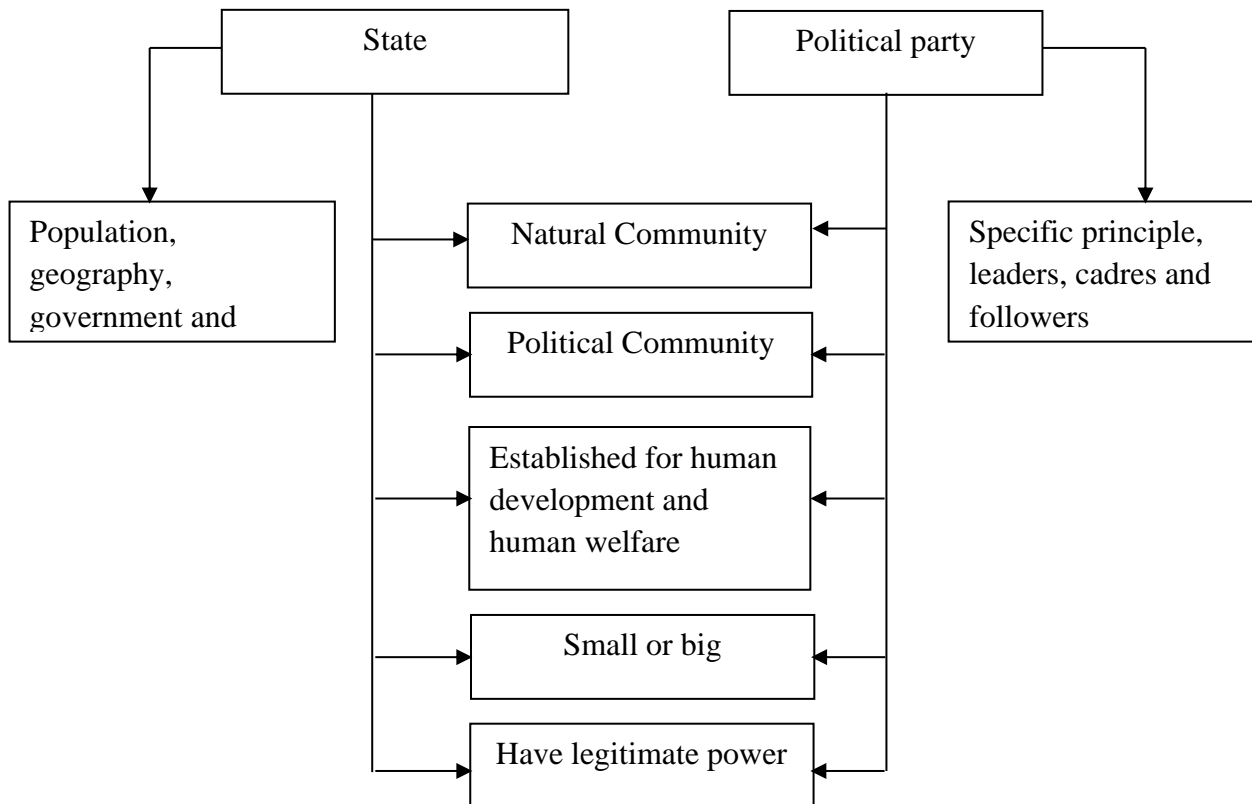 State
Political party
Population,
geography,
government and
Natural Community
Specific principle,
leaders, cadres and
followers
Political Community
Established for human
development and
human welfare
Small or big
Have legitimate power